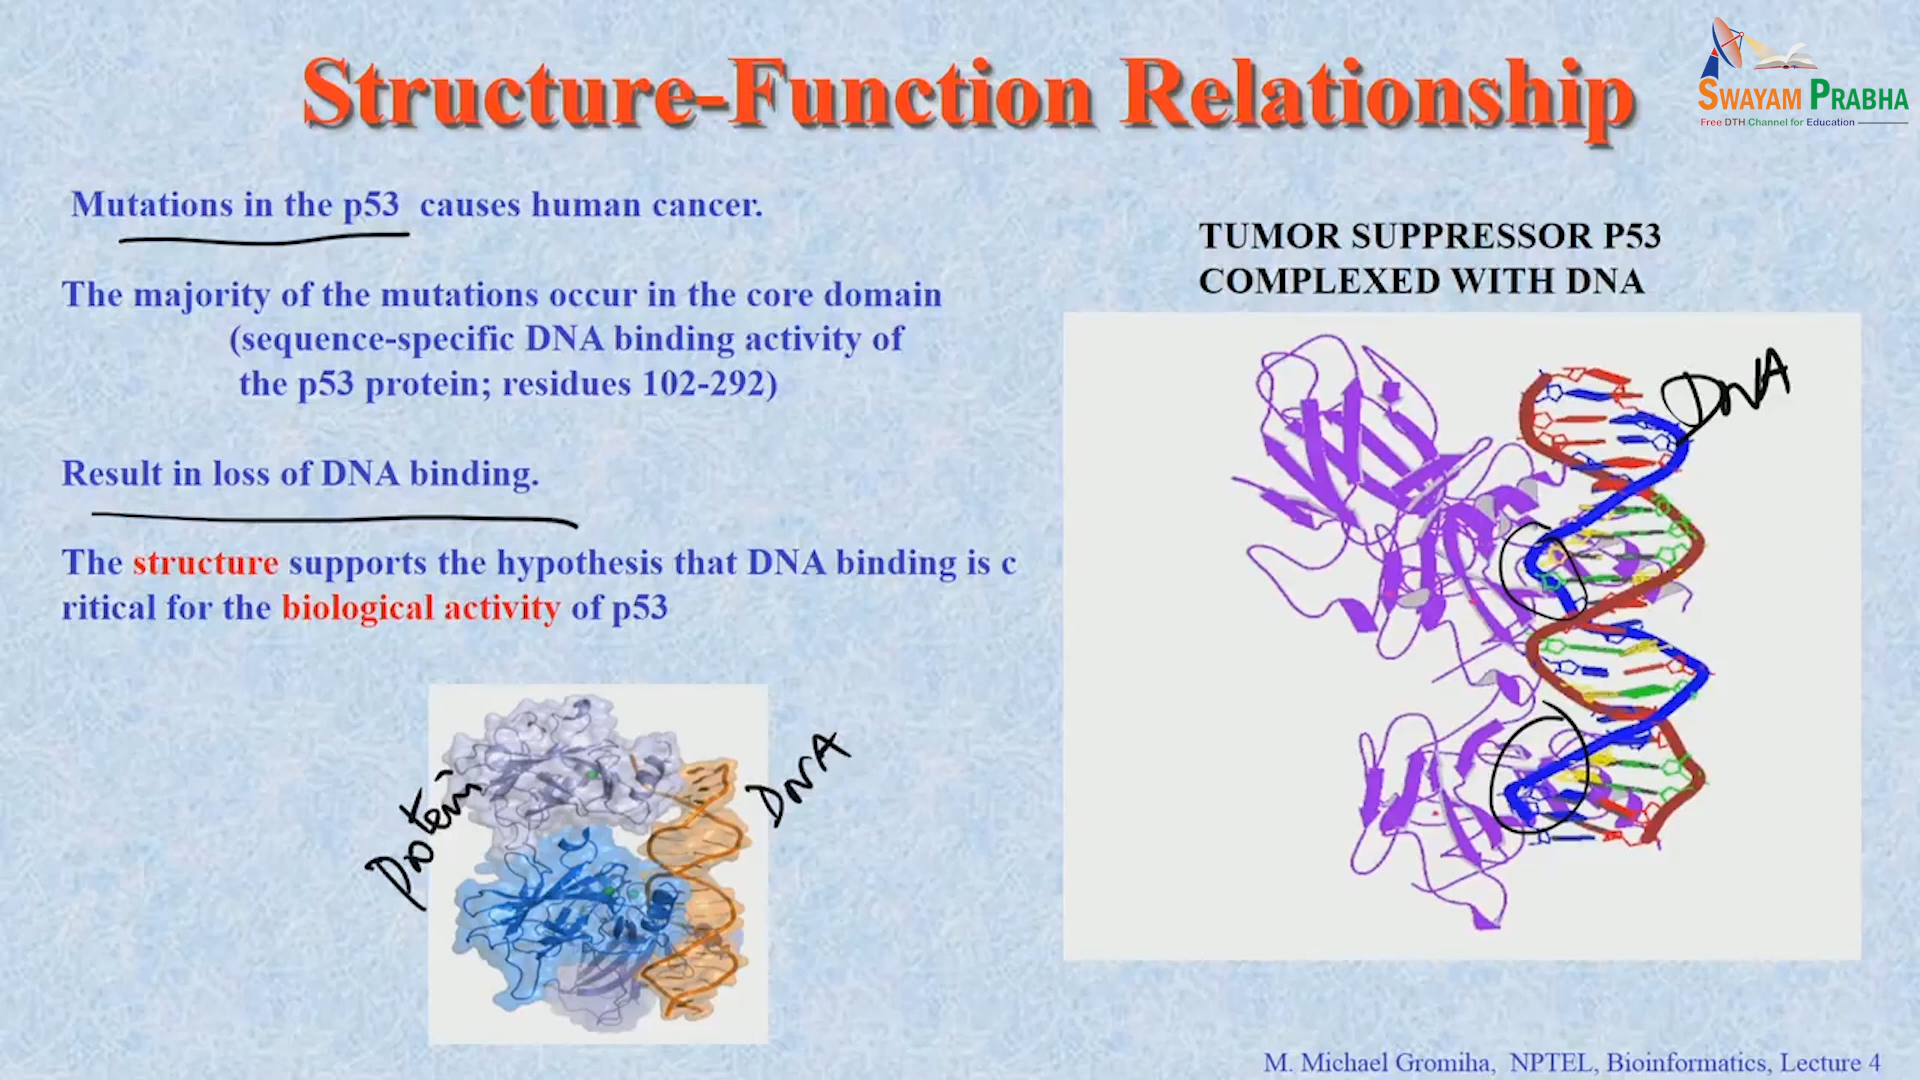 Structure-Function Relationship
SWAYAM PRABHA
Free DTH Channel for Education
Mutations in the p53 causes human cancer.
The majority of the mutations occur in the core domain
(sequence-specific DNA binding activity of
the p53 protein; residues 102-292)
Result in loss of DNA binding.
The structure supports the hypothesis that DNA binding is c
ritical for the biological activity of p53
TUMOR SUPPRESSOR P53
COMPLEXED WITH DNA
DNA
Protein
DNA
M. Michael Gromiha, NPTEL, Bioinformatics, Lecture 4